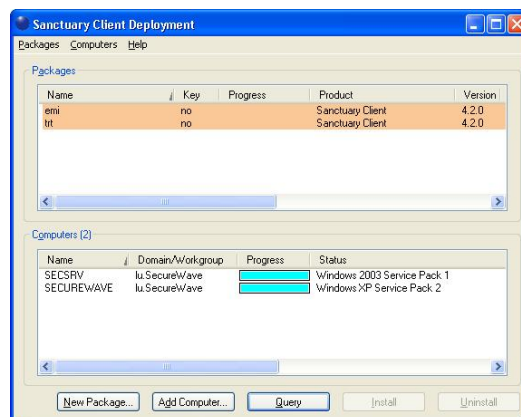 Sanctuary Client Deployment
Packages Computers Help
Packages
Name Key Progress Product Version
emi no Sanctuary Client 4.2.0
trt no Sanctuary Client 4.2.0
Computers (2)
Name Domain/Workgroup Progress Status
SECSRV lu.SecureWave Windows 2003 Service Pack 1
SECUREWAVE lu.SecureWave Windows XP Service Pack 2
New Package... Add Computer... Query Install Uninstall